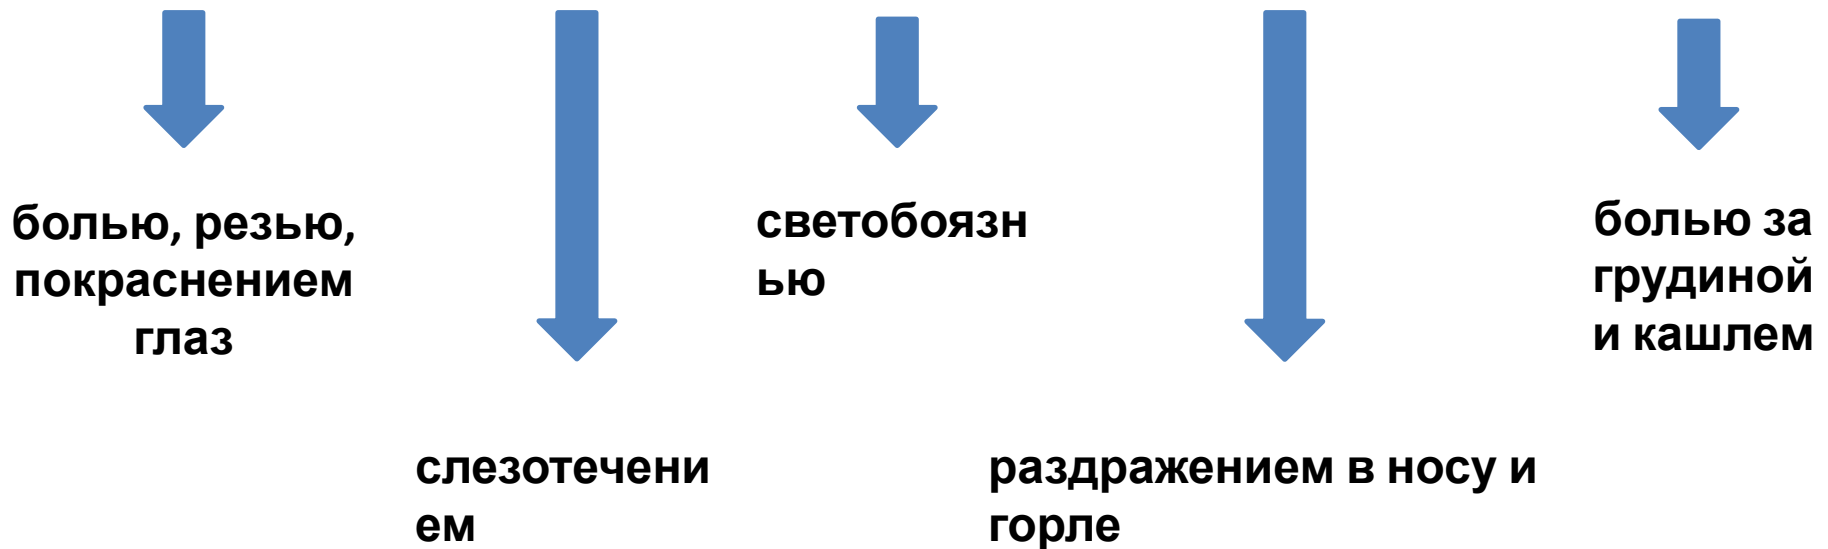 болью, резью,
покраснением
глаз
слезотечени
ем
светобоязн
ью
раздражением в носу и
горле
болью за
грудиной
и кашлем